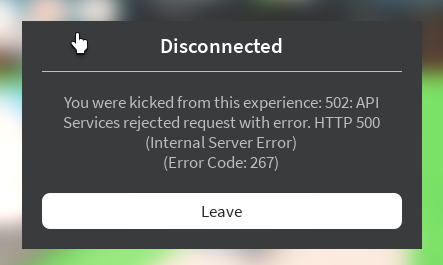 Disconnected
You were kicked from this experience: 502: API
Services rejected request with error. HTTP 500
(Internal Server Error)
(Error Code: 267)
Leave